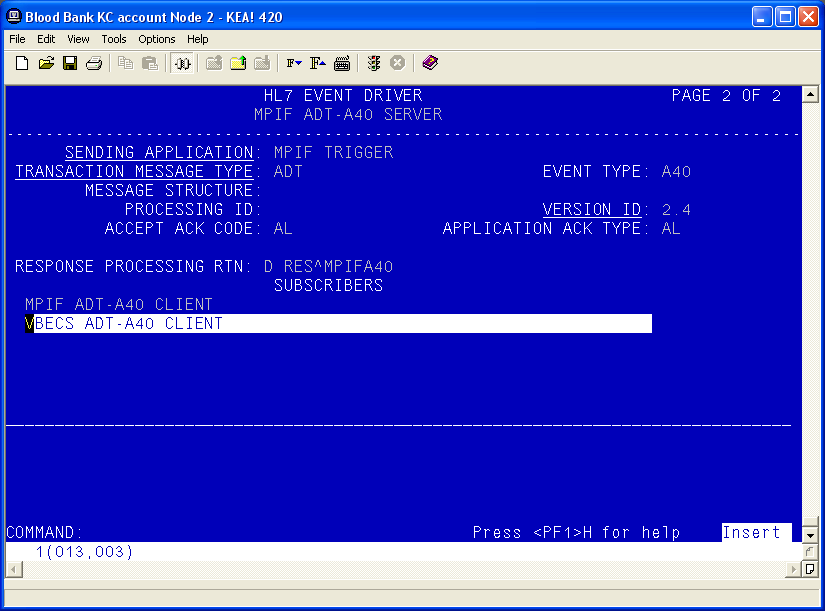 Blood Bank KC account Node 2 - KEA! 420
File Edit View Tools Options Help
HL7 EVENT DRIVER PAGE 2 OF 2
MPIF ADT-A40 SERVER
SENDING APPLICATION: MPIF TRIGGER
TRANSACTION MESSAGE TYPE: ADT EVENT TYPE: A40
MESSAGE STRUCTURE:
PROCESSING ID: VERSION ID: 2.4
ACCEPT ACK CODE: AL APPLICATION ACK TYPE: AL
RESPONSE PROCESSING RTN: D RES^MPIFA40
SUBSCRIBERS
MPIF ADT-A40 CLIENT
VBECS ADT-A40 CLIENT
COMMAND: Press <PF1>H for help Insert
1(013,003)